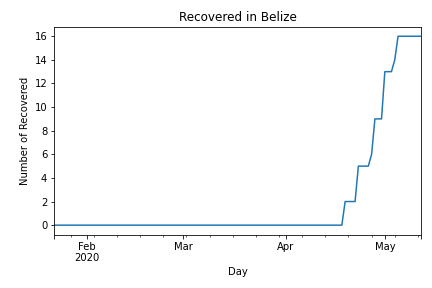 Recovered in Belize
Number of Recovered
16
14
12
10
8
6
4
2
0
Feb
2020
Mar
Apr
May
Day